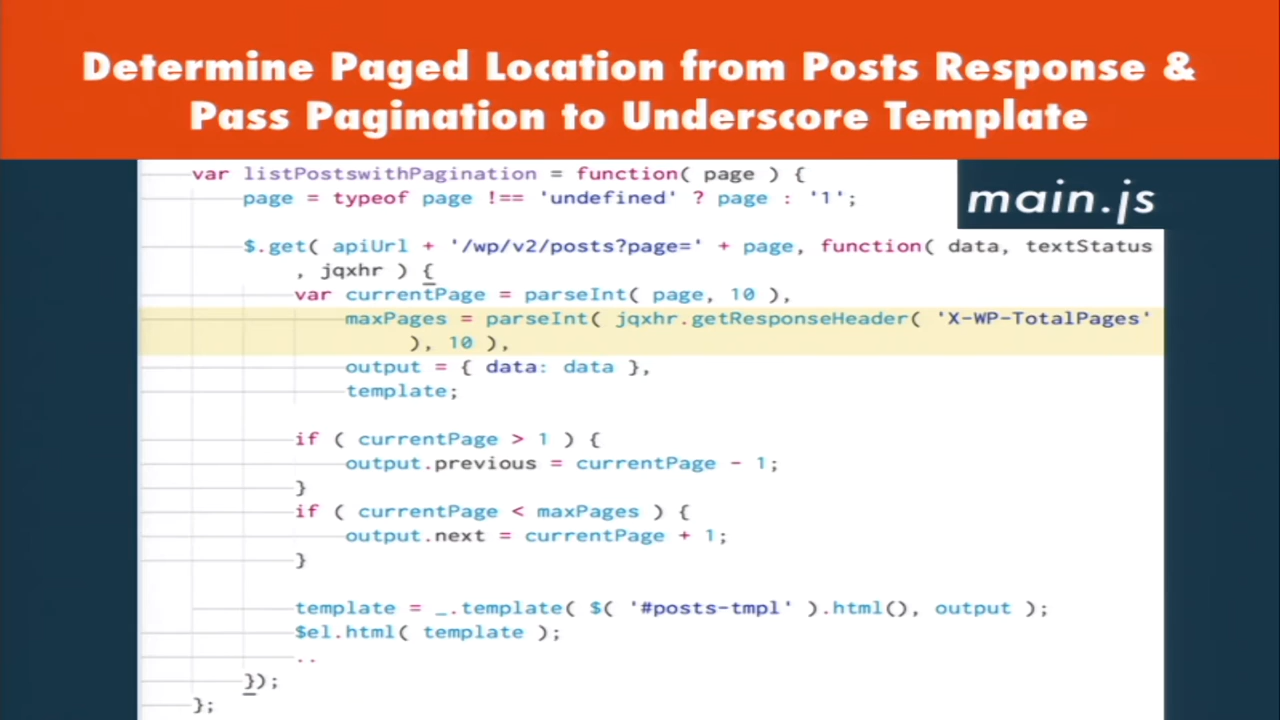 Determine Paged Location from Posts Response &
Pass Pagination to Underscore Template
main.js
var listPostswithPagination = function( page ) {
page = typeof page !== 'undefined' ? page : '1';
$.get( apiUrl + '/wp/v2/posts?page=' + page, function( data, textStatus
, jqxhr ) {
var currentPage = parseInt( page, 10 ),
maxPages = parseInt( jqxhr.getResponseHeader( 'X-WP-TotalPages'
), 10 ),
output = { data: data },
template;
if ( currentPage > 1 ) {
output.previous = currentPage - 1;
}
if ( currentPage < maxPages ) {
output.next = currentPage + 1;
}
template = _.template( $( '#posts-tmpl' ).html(), output );
$el.html( template );
..
});
};